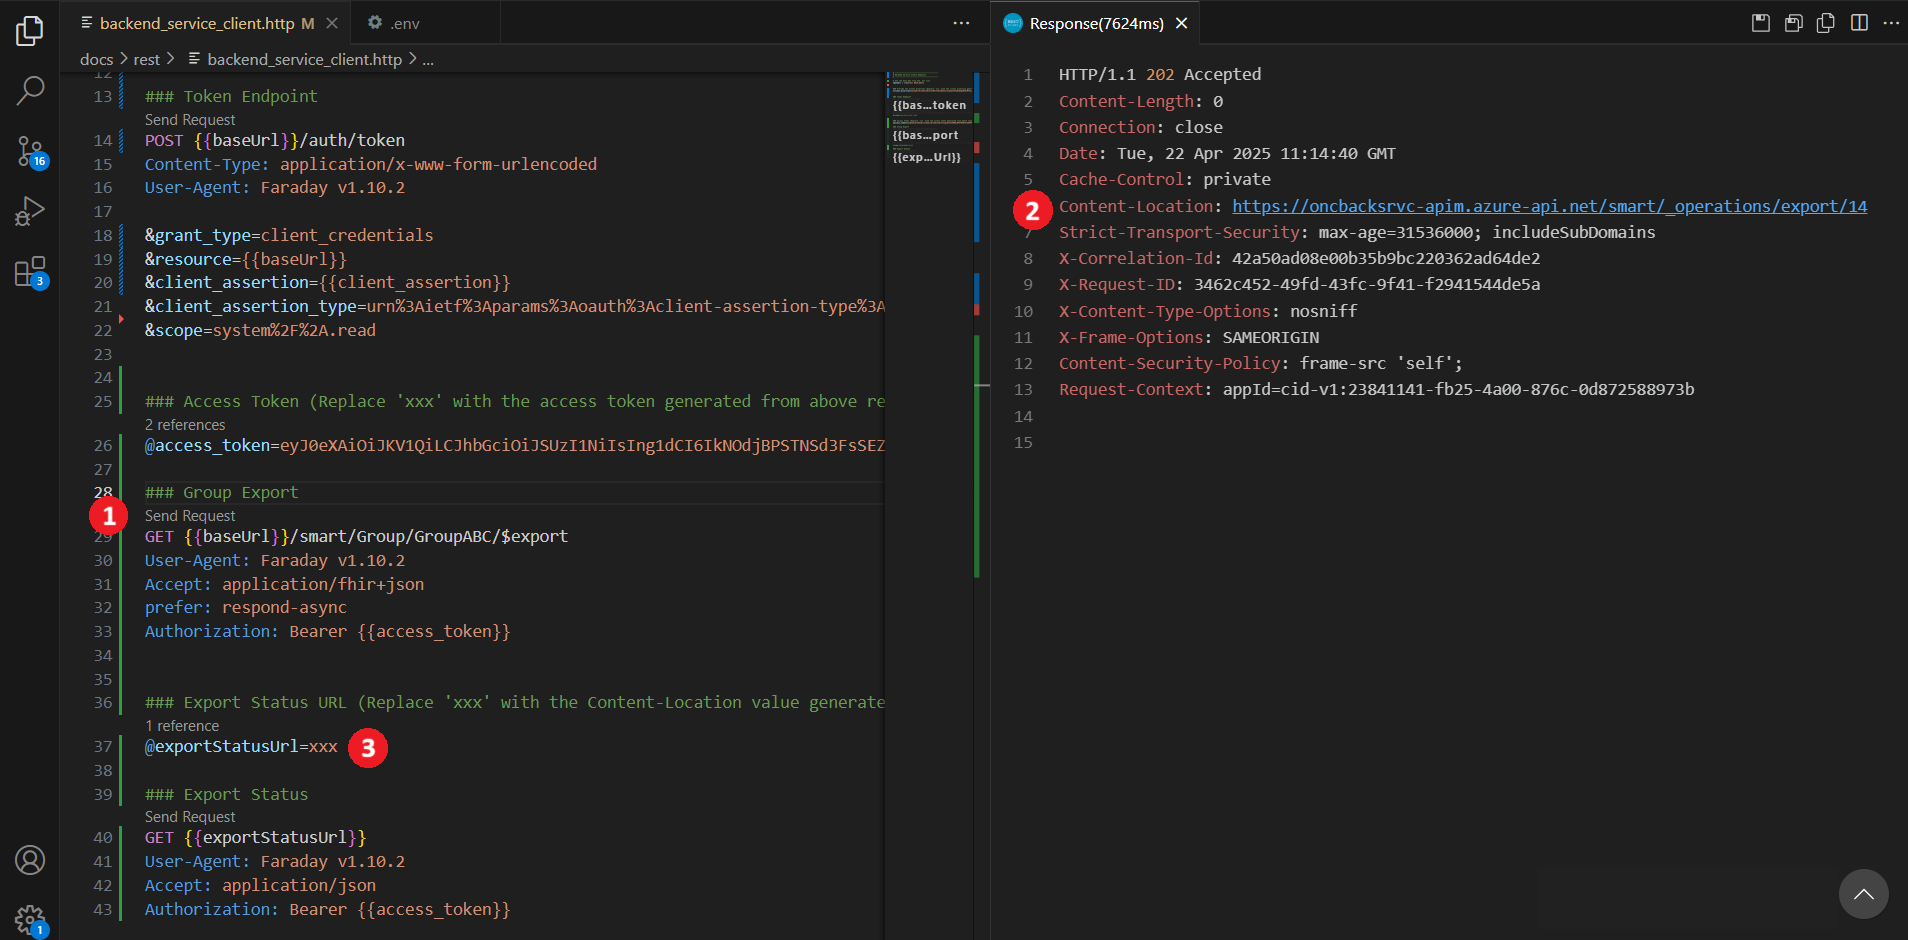 backend_service_client.http M
.env
docs > rest > backend_service_client.http > ...
12
13 ### Token Endpoint
Send Request
14 POST {{baseUrl}}/auth/token
15 Content-Type: application/x-www-form-urlencoded
16 User-Agent: Faraday v1.10.2
17
18 &grant_type=client_credentials
19 &resource={{baseUrl}}
20 &client_assertion={{client_assertion}}
21 &client_assertion_type=urn%3Aietf%3Aparams%3Aoauth%3Aclient-assertion-type%3A
22 &scope=system%2F%2A.read
23
24
25 ### Access Token (Replace 'xxx' with the access token generated from above re
2 references
26 @access_token=eyJ0eXAiOiJKV1QiLCJhbGciOiJSUzI1NiIsIng1dCI6IkNOdjBPSTNSd3FsSEZ
27
28 ### Group Export
1
Send Request
29 GET {{baseUrl}}/smart/Group/GroupABC/$export
30 User-Agent: Faraday v1.10.2
31 Accept: application/fhir+json
32 prefer: respond-async
33 Authorization: Bearer {{access_token}}
34
35
36 ### Export Status URL (Replace 'xxx' with the Content-Location value generate
1 reference
37 @exportStatusUrl=xxx 3
38
39 ### Export Status
Send Request
40 GET {{exportStatusUrl}}
41 User-Agent: Faraday v1.10.2
42 Accept: application/json
43 Authorization: Bearer {{access_token}}
16
3
1
{{bas...token
{{bas...port
{{exp...Url}}
Response(7624ms)
1 HTTP/1.1 202 Accepted
2 Content-Length: 0
3 Connection: close
4 Date: Tue, 22 Apr 2025 11:14:40 GMT
5 Cache-Control: private
2 Content-Location: https://oncbacksrvc-apim.azure-api.net/smart/_operations/export/14
7 Strict-Transport-Security: max-age=31536000; includeSubDomains
8 X-Correlation-Id: 42a50ad08e00b35b9bc220362ad64de2
9 X-Request-ID: 3462c452-49fd-43fc-9f41-f2941544de5a
10 X-Content-Type-Options: nosniff
11 X-Frame-Options: SAMEORIGIN
12 Content-Security-Policy: frame-src 'self';
13 Request-Context: appId=cid-v1:23841141-fb25-4a00-876c-0d872588973b
14
15